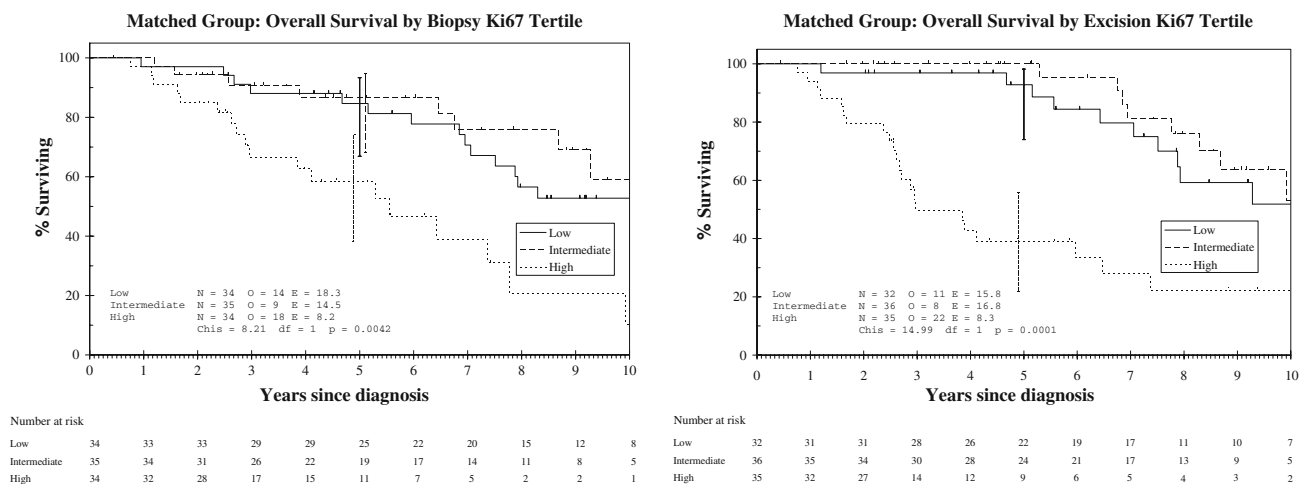 Matched Group: Overall Survival by Biopsy Ki67 Tertile
% Surviving
100
80
60
40
20
0
Low
Intermediate
High
Low N = 34 O = 14 E = 18.3
Intermediate N = 35 O = 9 E = 14.5
High N = 34 O = 18 E = 8.2
Chis = 8.21 df = 1 p = 0.0042
0 1 2 3 4 5 6 7 8 9 10
Years since diagnosis
Number at risk
Low 34 33 33 29 29 25 22 20 15 12 8
Intermediate 35 34 31 26 22 19 17 14 11 8 5
High 34 32 28 17 15 11 7 5 2 2 1
Matched Group: Overall Survival by Excision Ki67 Tertile
% Surviving
100
80
60
40
20
0
Low
Intermediate
High
Low N = 32 O = 11 E = 15.8
Intermediate N = 36 O = 8 E = 16.8
High N = 35 O = 22 E = 8.3
Chis = 14.99 df = 1 p = 0.0001
0 1 2 3 4 5 6 7 8 9 10
Years since diagnosis
Number at risk
Low 32 31 31 28 26 22 19 17 11 10 7
Intermediate 36 35 34 30 28 24 21 17 13 9 5
High 35 32 27 14 12 9 6 5 4 3 2